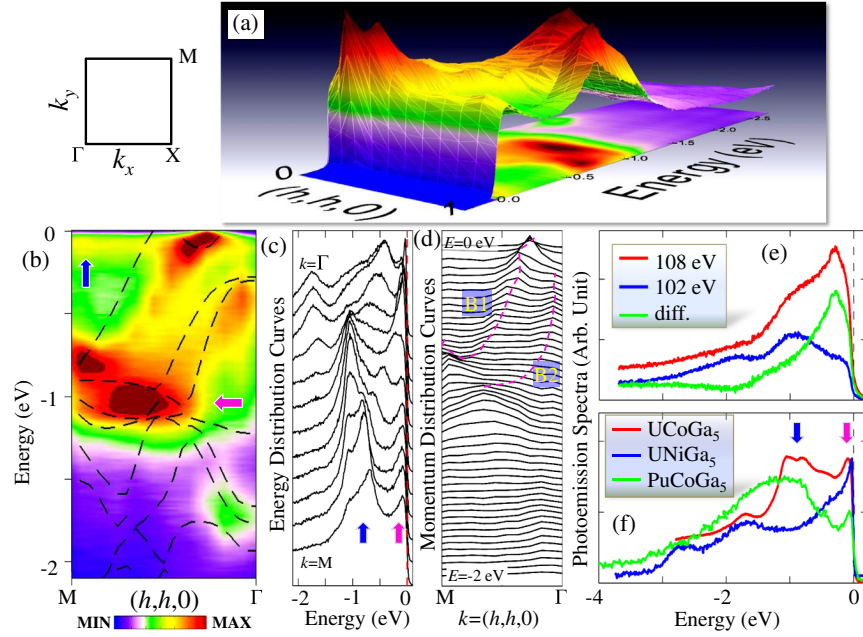 (a)
M
k_y
Γ
k_x
X
0
(h,h,0)
1
0.0
-0.5
-1.0
-1.5
-2.0
-2.5
Energy (eV)
(b)
0
-1
-2
Energy (eV)
M
(h,h,0)
Γ
MIN
MAX
(c)
k=Γ
k=M
Energy Distribution Curves
-2
-1
0
Energy (eV)
(d)
E=0 eV
B1
B2
E=-2 eV
Momentum Distribution Curves
M
Γ
k=(h,h,0)
(e)
108 eV
102 eV
diff.
Photoemission Spectra (Arb. Unit)
UCoGa5
UNiGa5
PuCoGa5
(f)
-4
-2
0
Energy (eV)